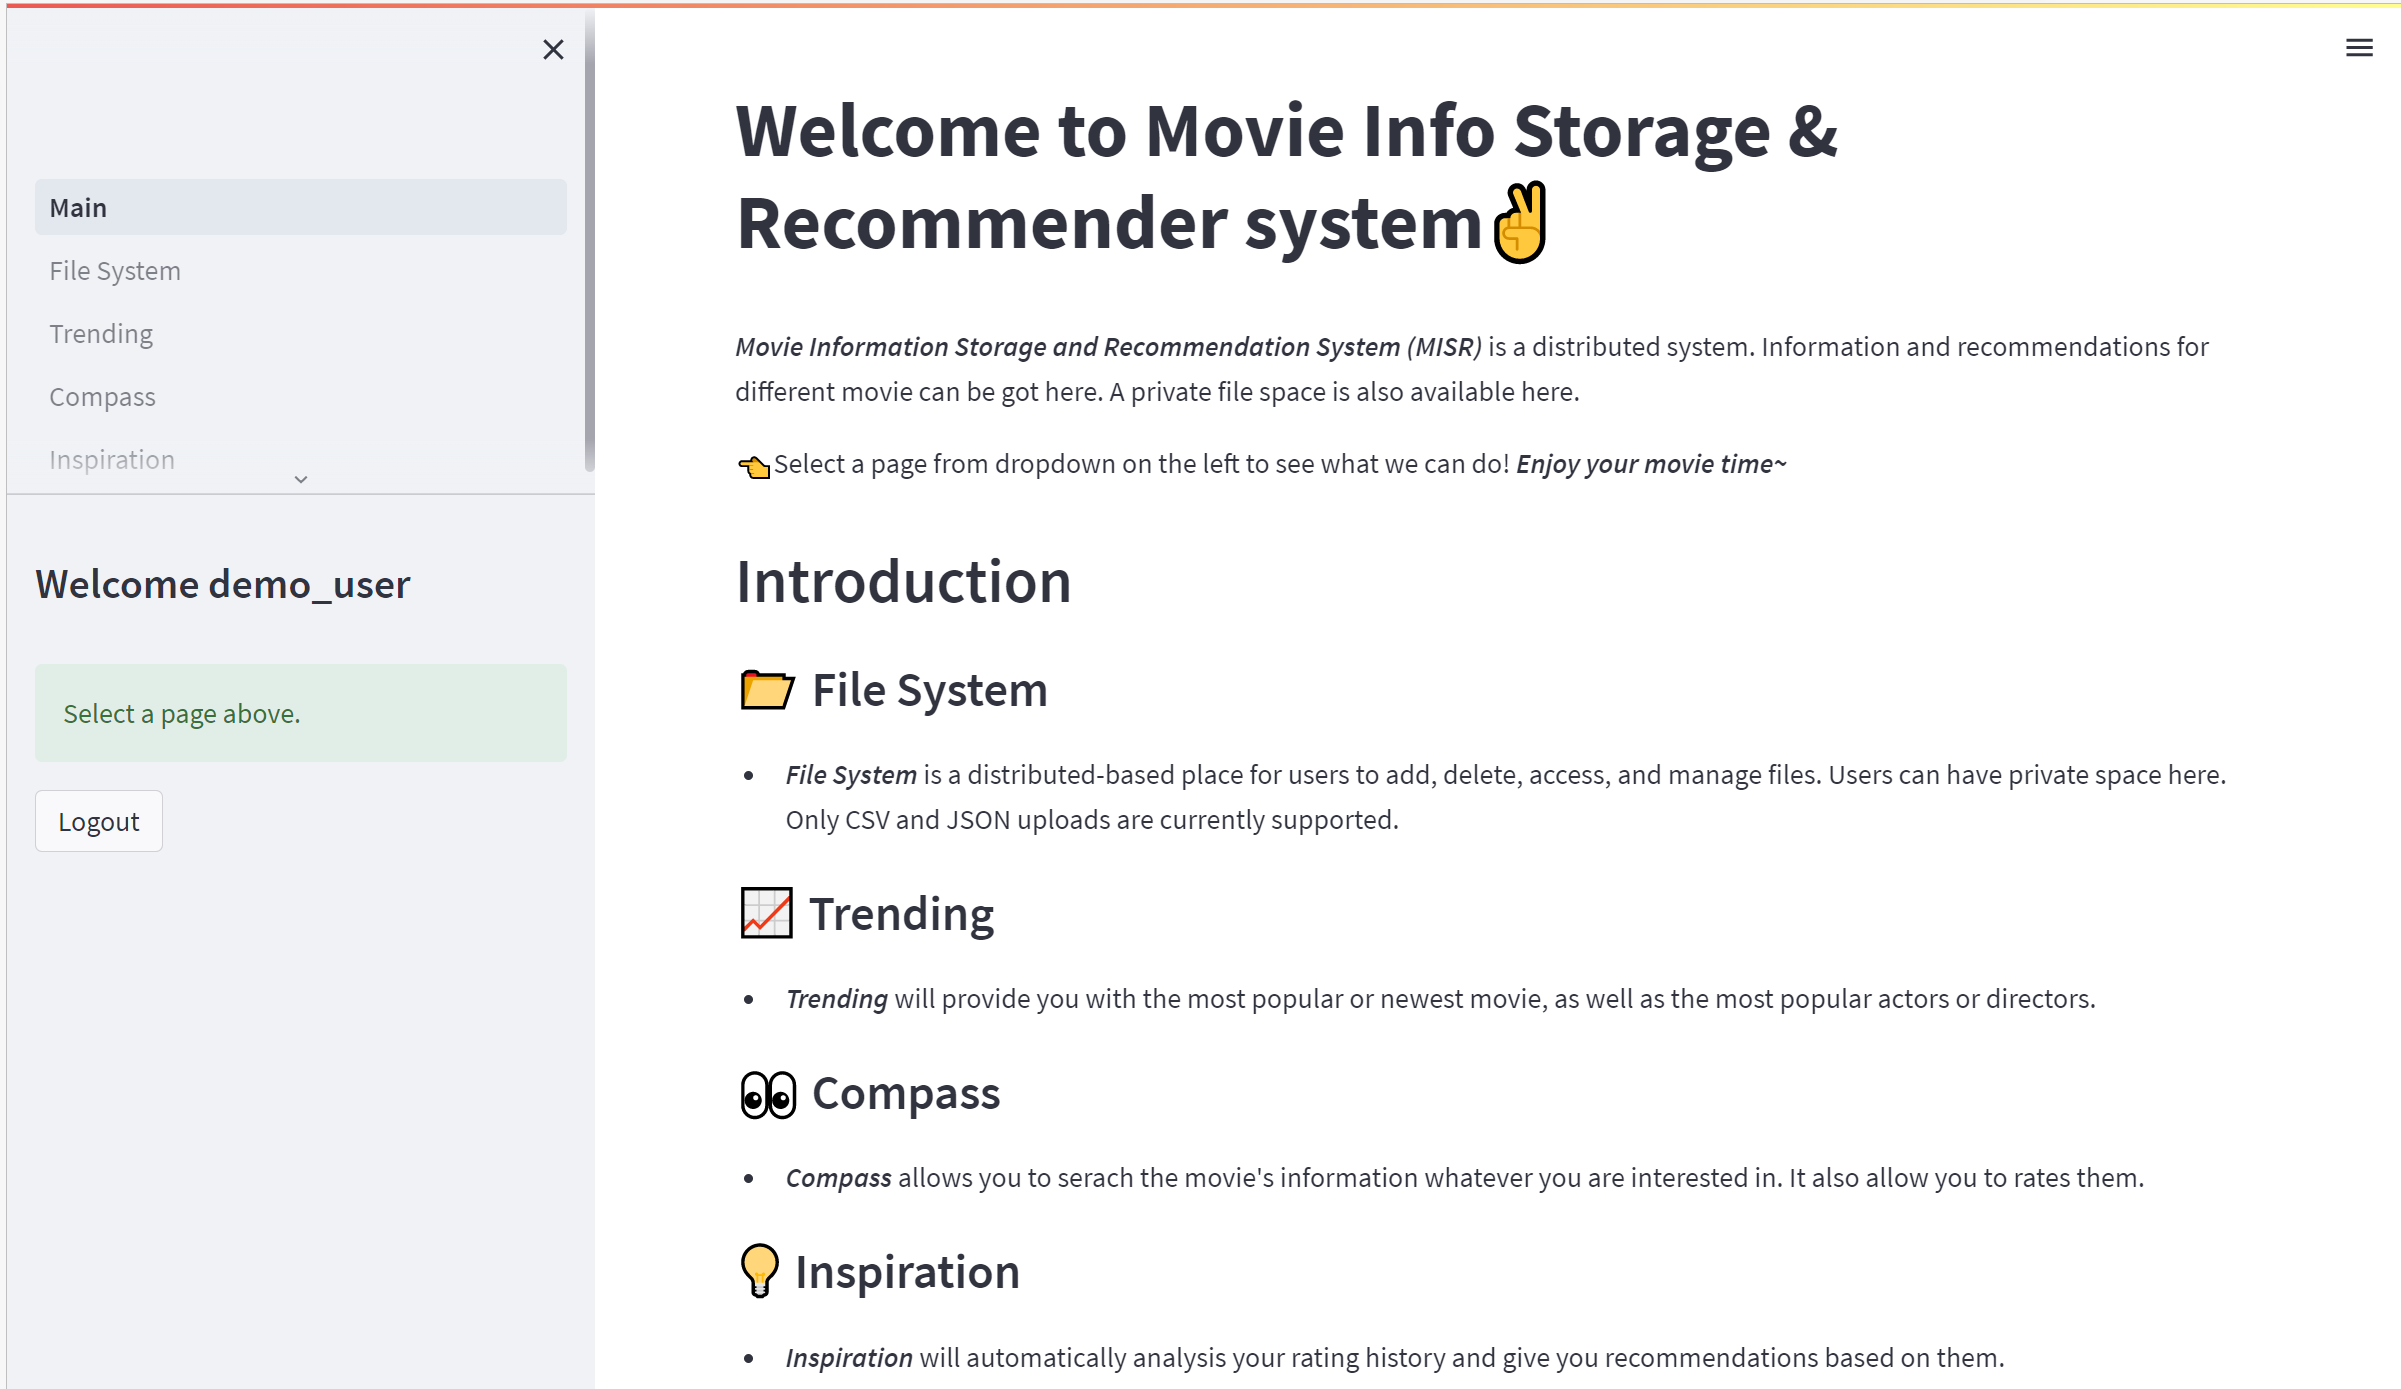 Main
File System
Trending
Compass
Inspiration
Welcome demo_user
Select a page above.
Logout
Welcome to Movie Info Storage &
Recommender system✌
Movie Information Storage and Recommendation System (MISR) is a distributed system. Information and recommendations for
different movie can be got here. A private file space is also available here.
👈Select a page from dropdown on the left to see what we can do! Enjoy your movie time~
Introduction
📂 File System
• File System is a distributed-based place for users to add, delete, access, and manage files. Users can have private space here.
Only CSV and JSON uploads are currently supported.
📈 Trending
• Trending will provide you with the most popular or newest movie, as well as the most popular actors or directors.
👀 Compass
• Compass allows you to serach the movie's information whatever you are interested in. It also allow you to rates them.
💡 Inspiration
• Inspiration will automatically analysis your rating history and give you recommendations based on them.